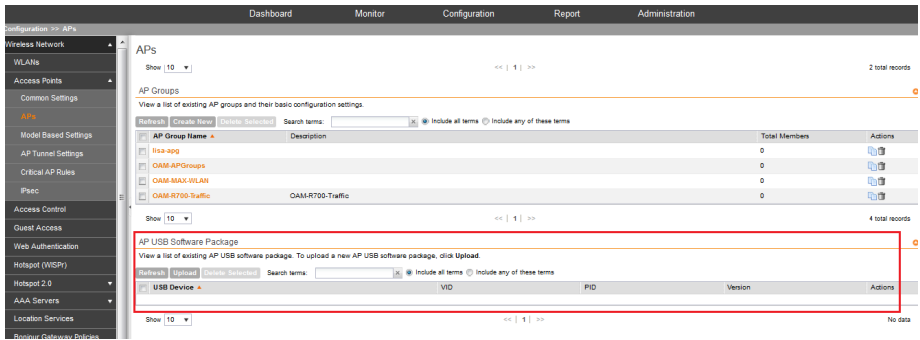 Dashboard Monitor Configuration Report Administration
Configuration >> APs
Wireless Network
WLANs
Access Points
Common Settings
APs
Model Based Settings
AP Tunnel Settings
Critical AP Rules
IPsec
Access Control
Guest Access
Web Authentication
Hotspot (WISPr)
Hotspot 2.0
AAA Servers
Location Services
Bonjour Gateway Policies
APs
Show 10 << | 1 | >> 2 total records
AP Groups
View a list of existing AP groups and their basic configuration settings.
Refresh Create New Delete Selected Search terms: x Include all terms Include any of these terms
AP Group Name Description Total Members Actions
lisa-apg 0
OAM-APGroups 0
OAM-MAX-WLAN 0
OAM-R700-Traffic OAM-R700-Traffic 0
Show 10 << | 1 | >> 4 total records
AP USB Software Package
View a list of existing AP USB software package. To upload a new AP USB software package, click Upload.
Refresh Upload Delete Selected Search terms: x Include all terms Include any of these terms
USB Device VID PID Version Actions
Show 10 << | 1 | >> No data